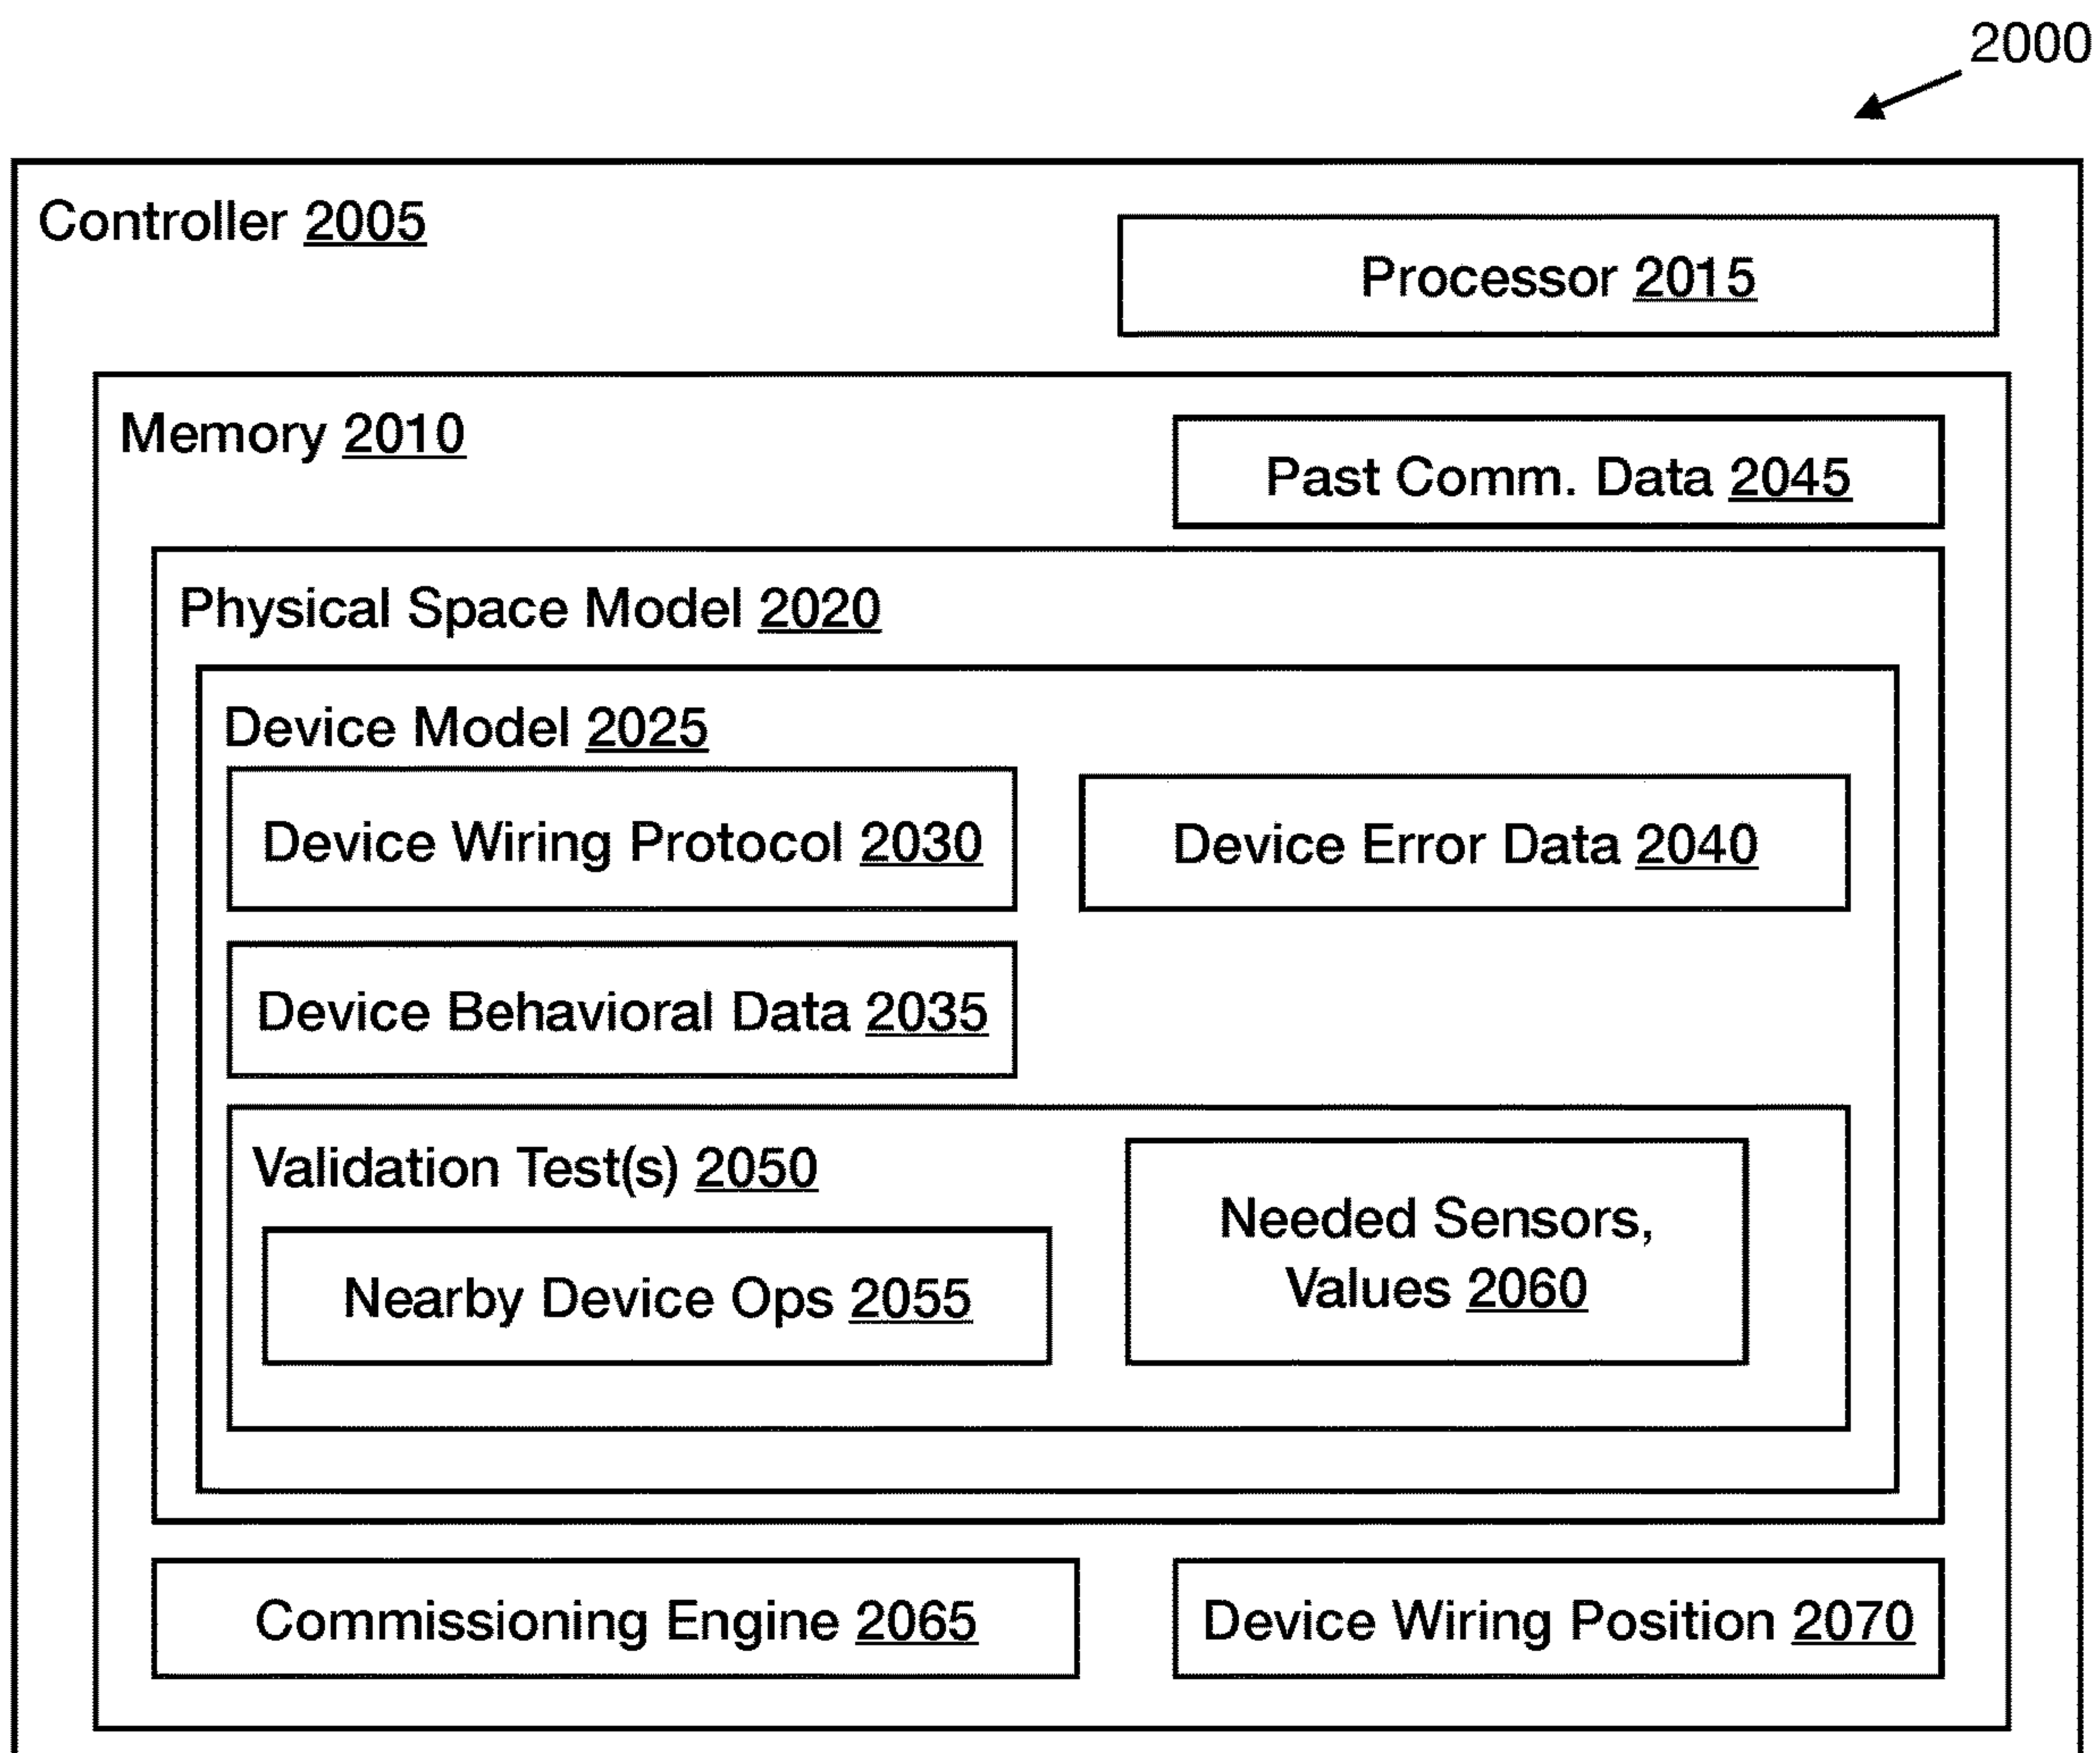 2000
Controller 2005
Processor 2015
Memory 2010
Past Comm. Data 2045
Physical Space Model 2020
Device Model 2025
Device Wiring Protocol 2030
Device Error Data 2040
Device Behavioral Data 2035
Validation Test(s) 2050
Needed Sensors,
Values 2060
Nearby Device Ops 2055
Commissioning Engine 2065
Device Wiring Position 2070